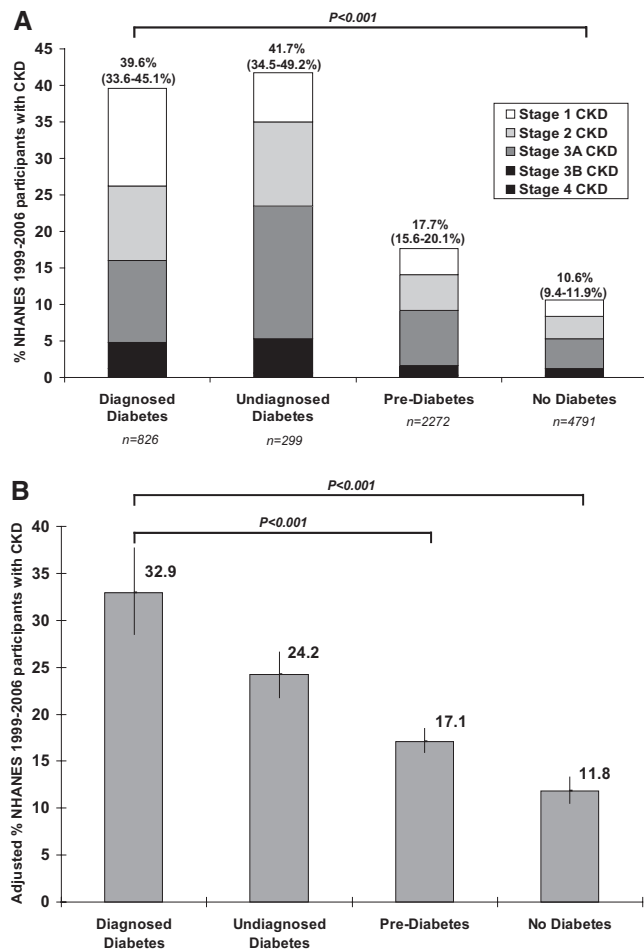 A
P<0.001
% NHANES 1999-2006 participants with CKD
45
40
35
30
25
20
15
10
5
0
39.6%
(33.6-45.1%)
41.7%
(34.5-49.2%)
17.7%
(15.6-20.1%)
10.6%
(9.4-11.9%)
Stage 1 CKD
Stage 2 CKD
Stage 3A CKD
Stage 3B CKD
Stage 4 CKD
Diagnosed
Diabetes
n=826
Undiagnosed
Diabetes
n=299
Pre-Diabetes
n=2272
No Diabetes
n=4791
B
P<0.001
P<0.001
Adjusted % NHANES 1999-2006 participants with CKD
40
35
30
25
20
15
10
5
0
32.9
24.2
17.1
11.8
Diagnosed
Diabetes
Undiagnosed
Diabetes
Pre-Diabetes
No Diabetes